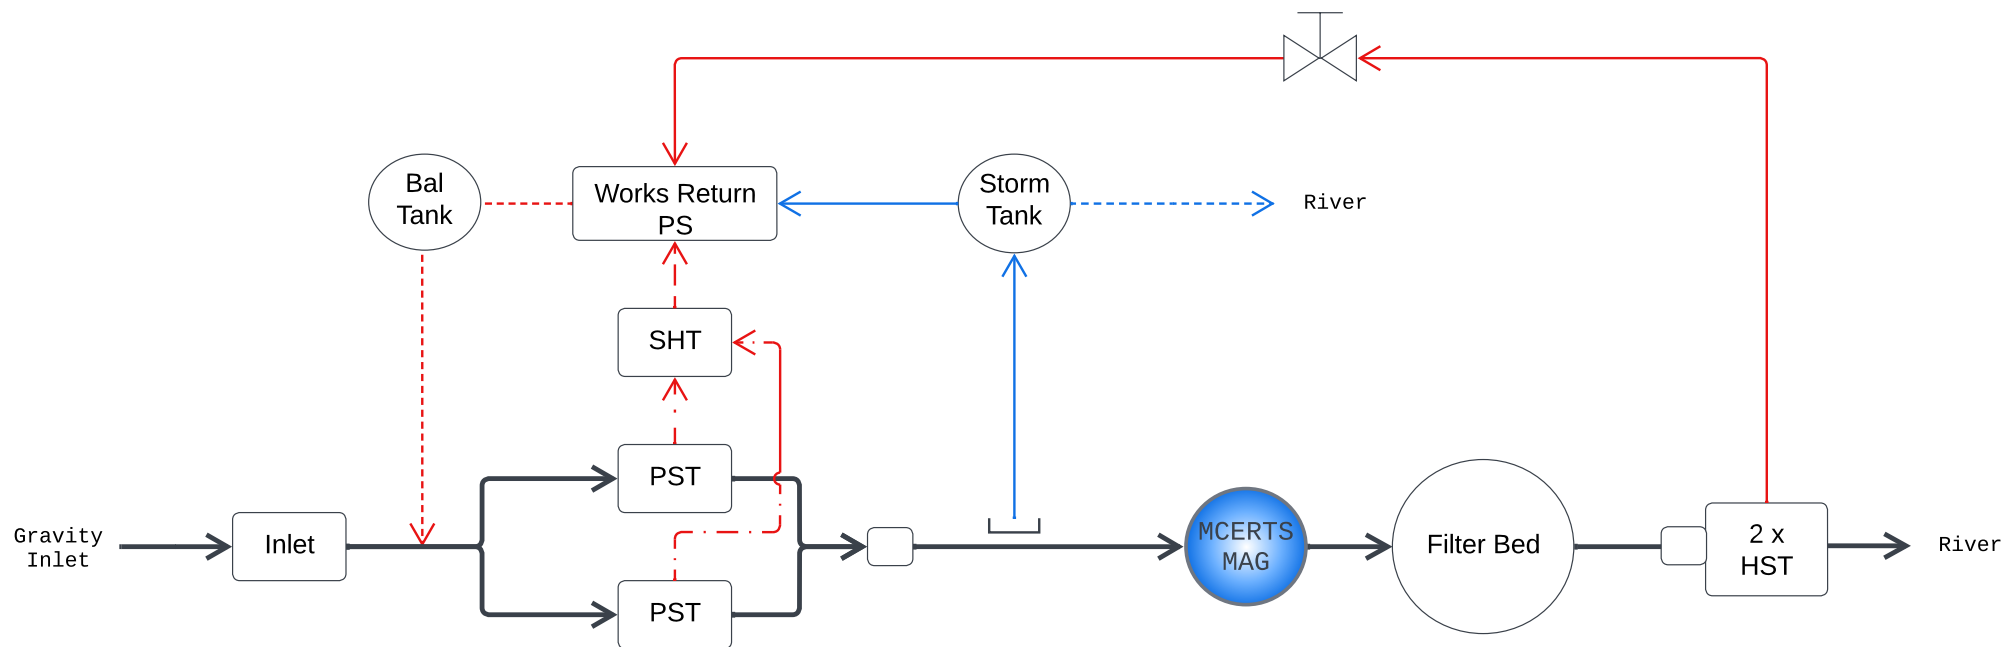 Bal
Tank
Works Return
PS
Storm
Tank
River
SHT
PST
Gravity
Inlet
Inlet
MCERTS
MAG
Filter Bed
2 x
HST
River
PST